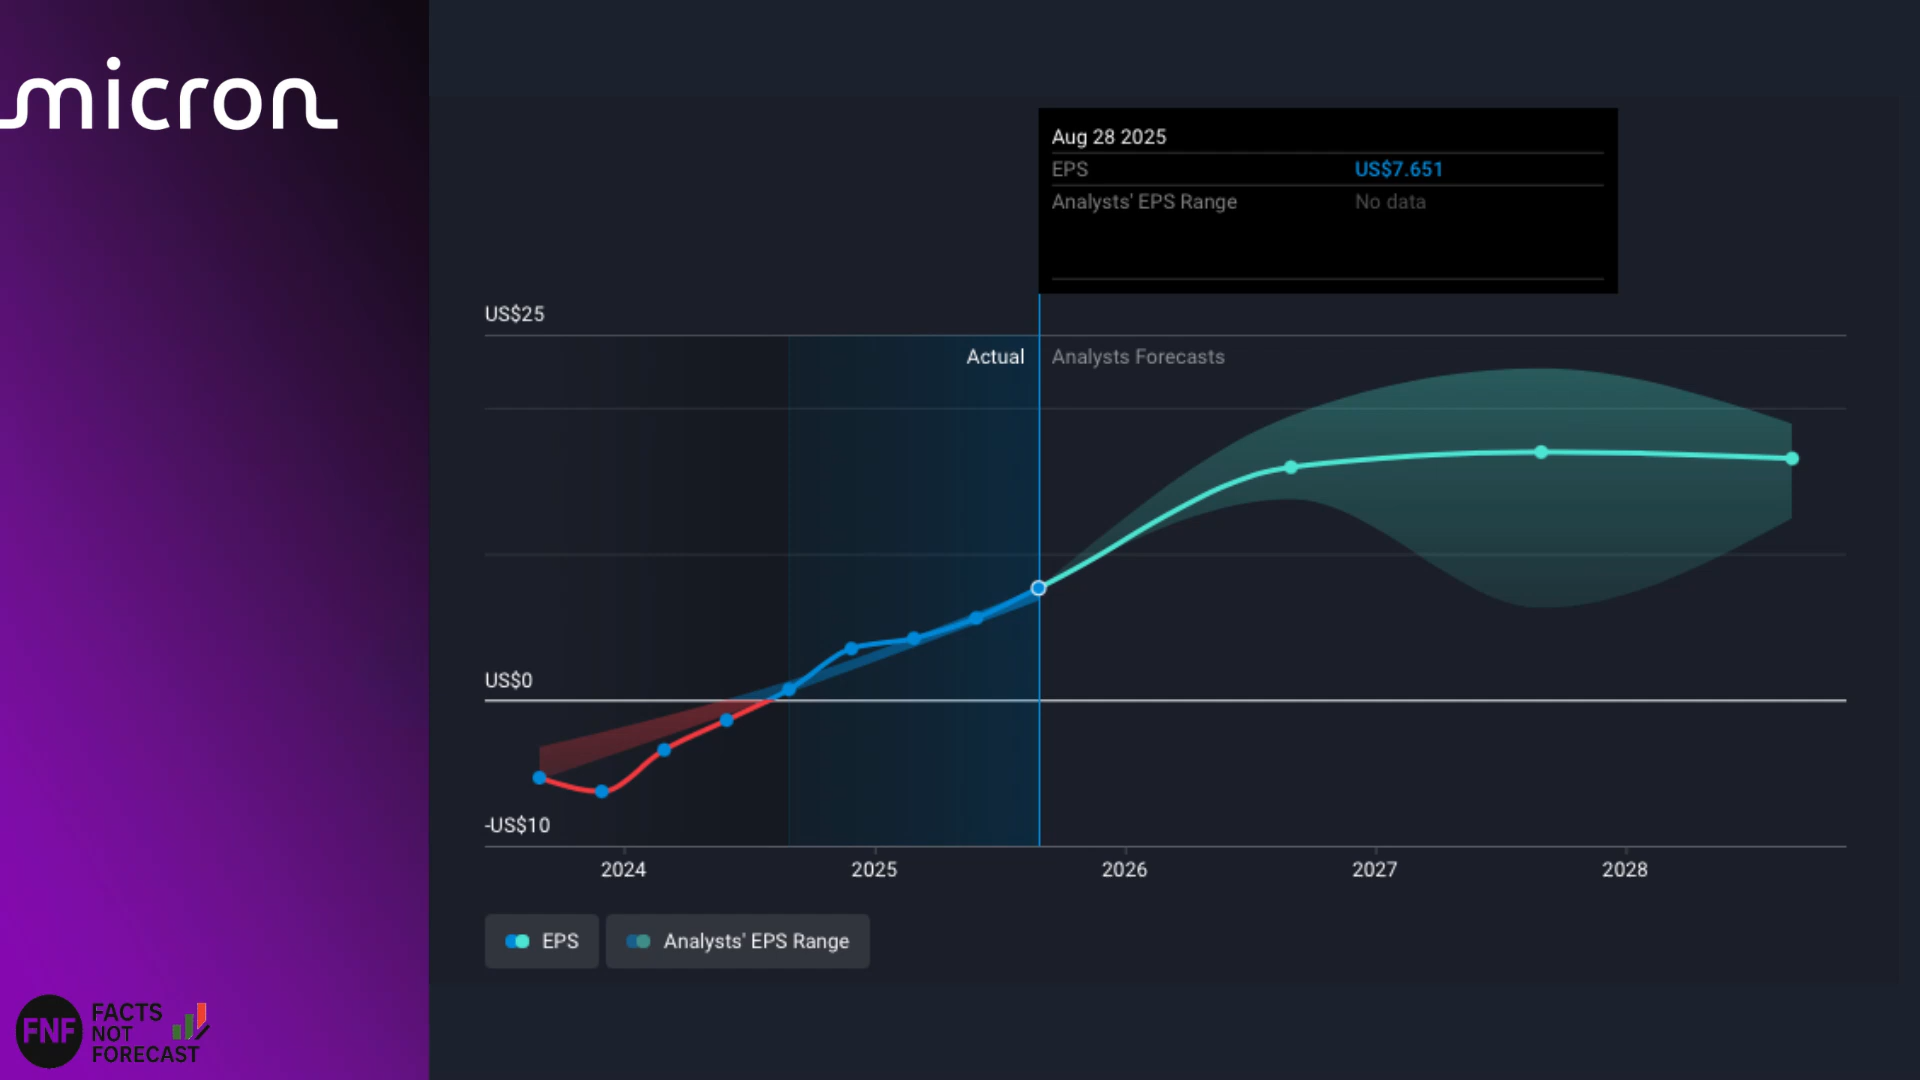 micron
Aug 28 2025
EPS US$7.651
Analysts' EPS Range No data
US$25
Actual Analysts Forecasts
US$0
-US$10
2024 2025 2026 2027 2028
EPS Analysts' EPS Range
FNF
FACTS
NOT
FORECAST